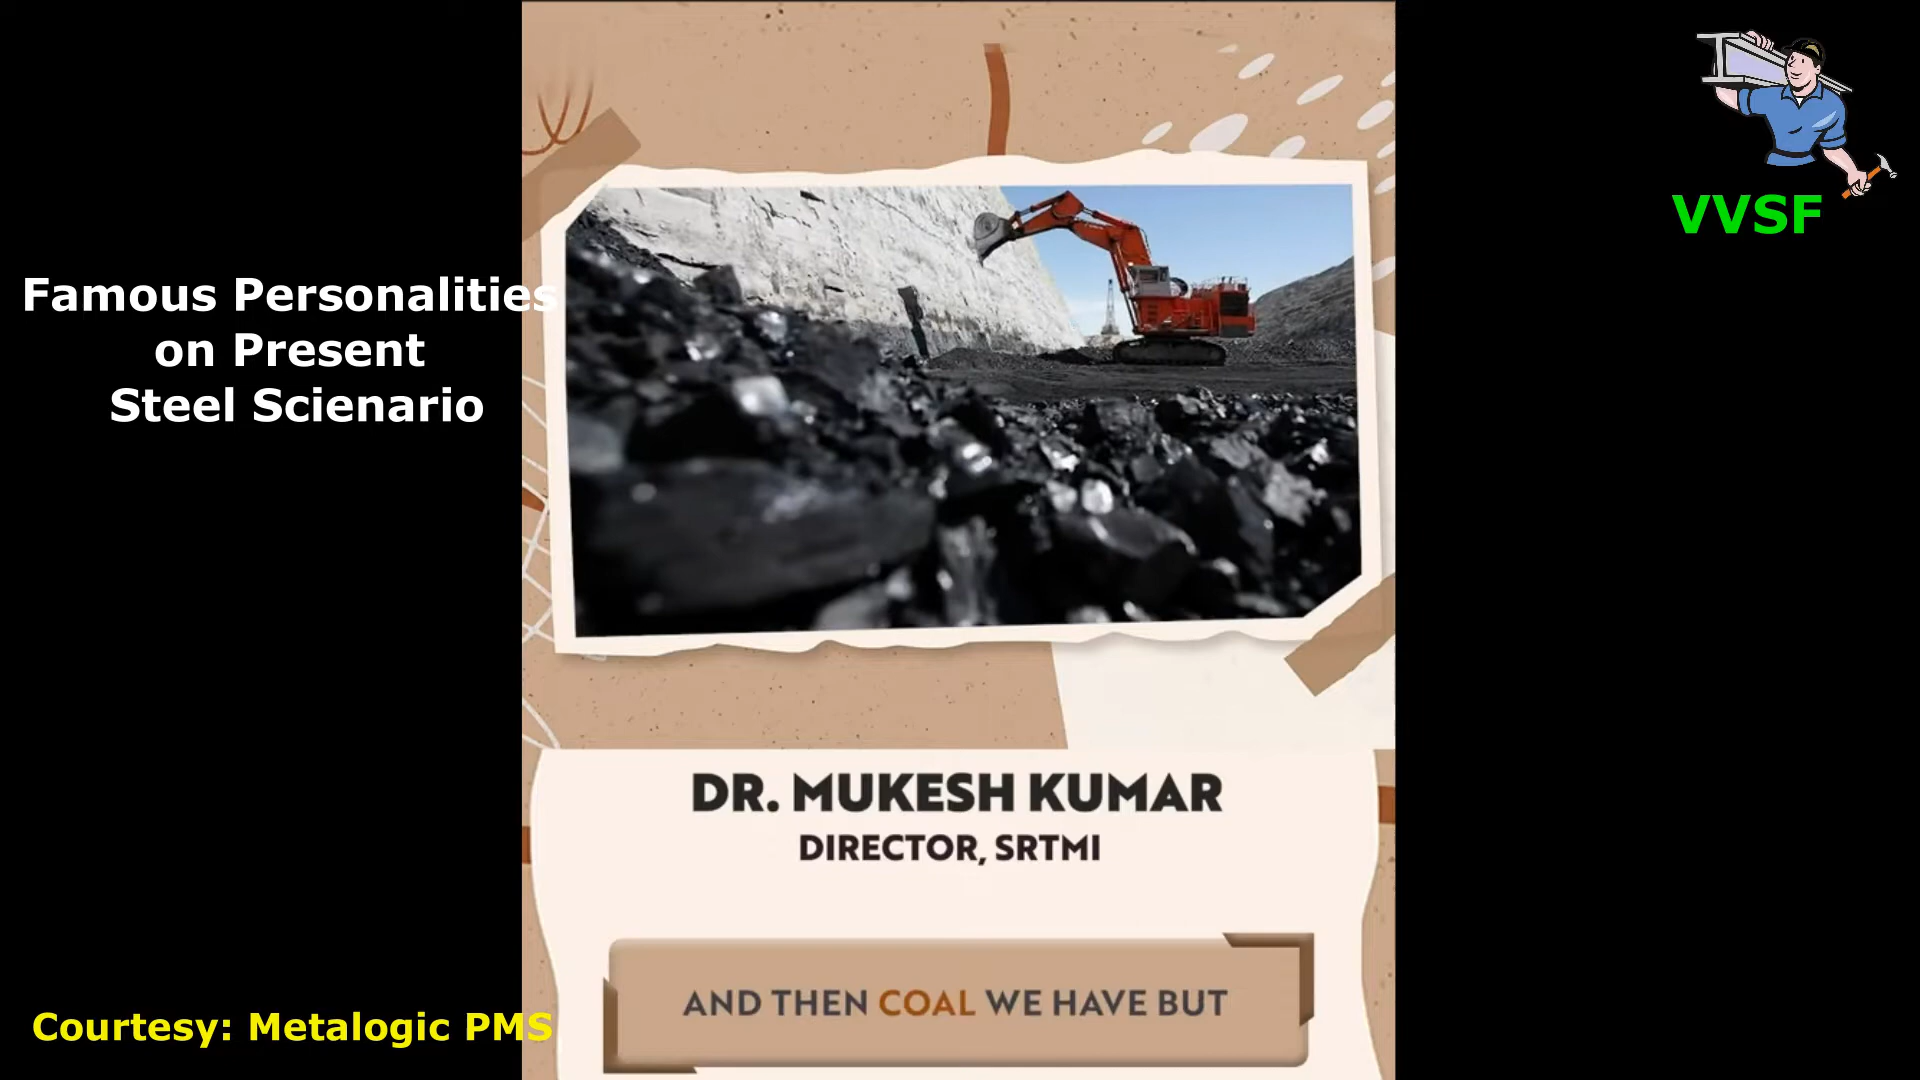 VVSF
Famous Personalities
on Present
Steel Scienario
DR. MUKESH KUMAR
DIRECTOR, SRTMI
AND THEN COAL WE HAVE BUT
Courtesy: Metalogic PMS